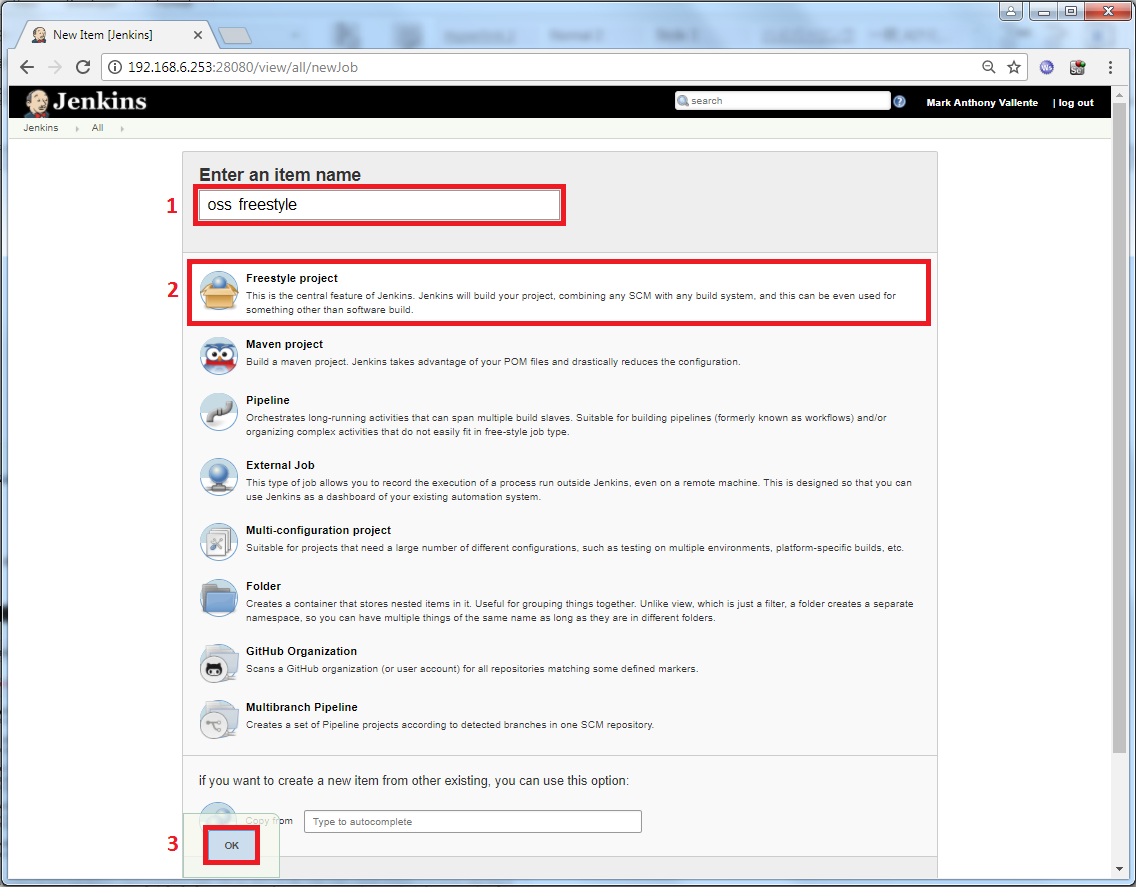 New Item [Jenkins]
192.168.6.253:28080/view/all/newJob
Jenkins
search
Mark Anthony Vallente
| log out
Jenkins
All
Enter an item name
1
oss freestyle
2
Freestyle project
This is the central feature of Jenkins. Jenkins will build your project, combining any SCM with any build system, and this can be even used for
something other than software build.
Maven project
Build a maven project. Jenkins takes advantage of your POM files and drastically reduces the configuration.
Pipeline
Orchestrates long-running activities that can span multiple build slaves. Suitable for building pipelines (formerly known as workflows) and/or
organizing complex activities that do not easily fit in free-style job type.
External Job
This type of job allows you to record the execution of a process run outside Jenkins, even on a remote machine. This is designed so that you can
use Jenkins as a dashboard of your existing automation system.
Multi-configuration project
Suitable for projects that need a large number of different configurations, such as testing on multiple environments, platform-specific builds, etc.
Folder
Creates a container that stores nested items in it. Useful for grouping things together. Unlike view, which is just a filter, a folder creates a separate
namespace, so you can have multiple things of the same name as long as they are in different folders.
GitHub Organization
Scans a GitHub organization (or user account) for all repositories matching some defined markers.
Multibranch Pipeline
Creates a set of Pipeline projects according to detected branches in one SCM repository.
if you want to create a new item from other existing, you can use this option:
Copy from
Type to autocomplete
3
OK